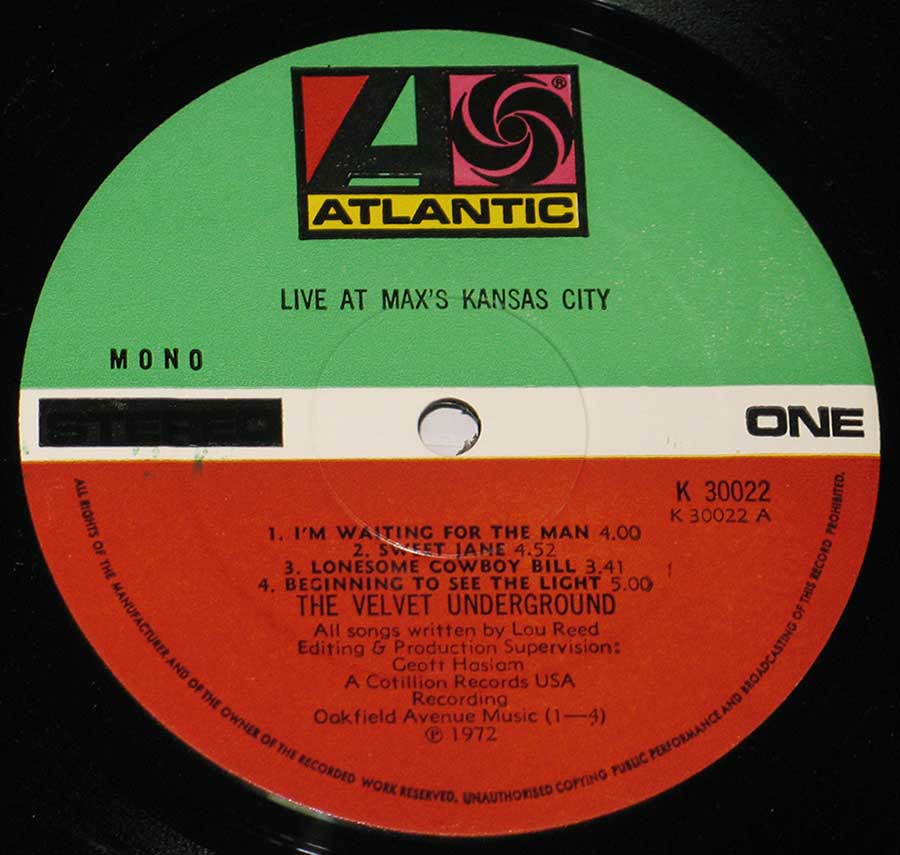 ®
ATLANTIC
LIVE AT MAX'S KANSAS CITY
MONO
STEREO
ONE
K 30022
K 30022 A
1. I'M WAITING FOR THE MAN 4.00
2. SWEET JANE 4.52
3. LONESOME COWBOY BILL 3.41
4. BEGINNING TO SEE THE LIGHT 5.00
THE VELVET UNDERGROUND
All songs written by Lou Reed
Editing & Production Supervision:
Geoff Haslam
A Cotillion Records USA
Recording
Oakfield Avenue Music (1—4)
℗ 1972
ALL RIGHTS OF THE MANUFACTURER AND OF THE OWNER OF THE RECORDED WORK RESERVED. UNAUTHORISED COPYING PUBLIC PERFORMANCE AND BROADCASTING OF THIS RECORD PROHIBITED.